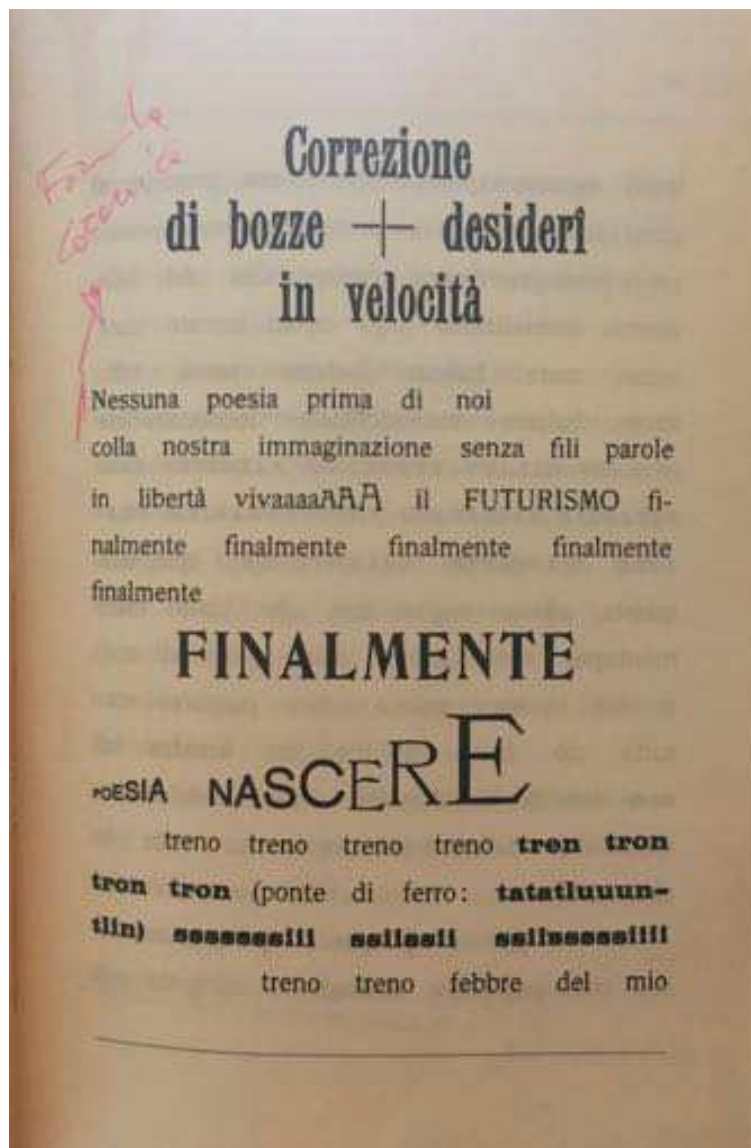 Correzione
di bozze + desiderî
in velocità
Nessuna poesia prima di noi
colla nostra immaginazione senza fili parole
in libertà vivaaaaaAAA il FUTURISMO fi-
nalmente finalmente finalmente finalmente
finalmente
FINALMENTE
POESIA NASCERE
treno treno treno treno tren tron
tron tron (ponte di ferro: tatatluuun-
tlin) sssssssiii ssiissii ssiisssssiiii
treno treno febbre del mio